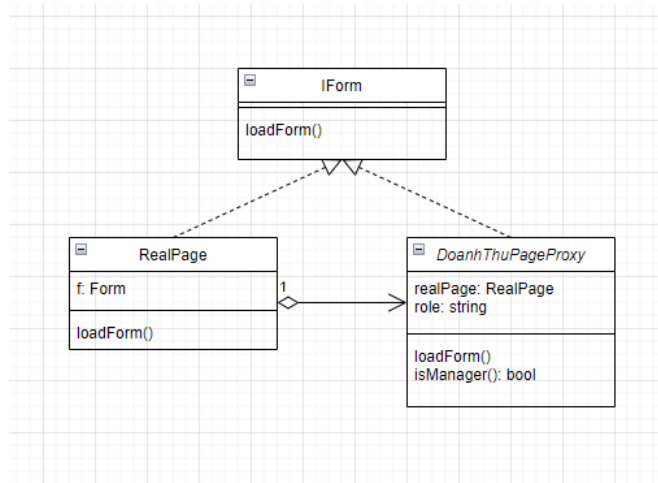 IForm
loadForm()
RealPage
f: Form
loadForm()
1
DoanhThuPageProxy
realPage: RealPage
role: string
loadForm()
isManager(): bool